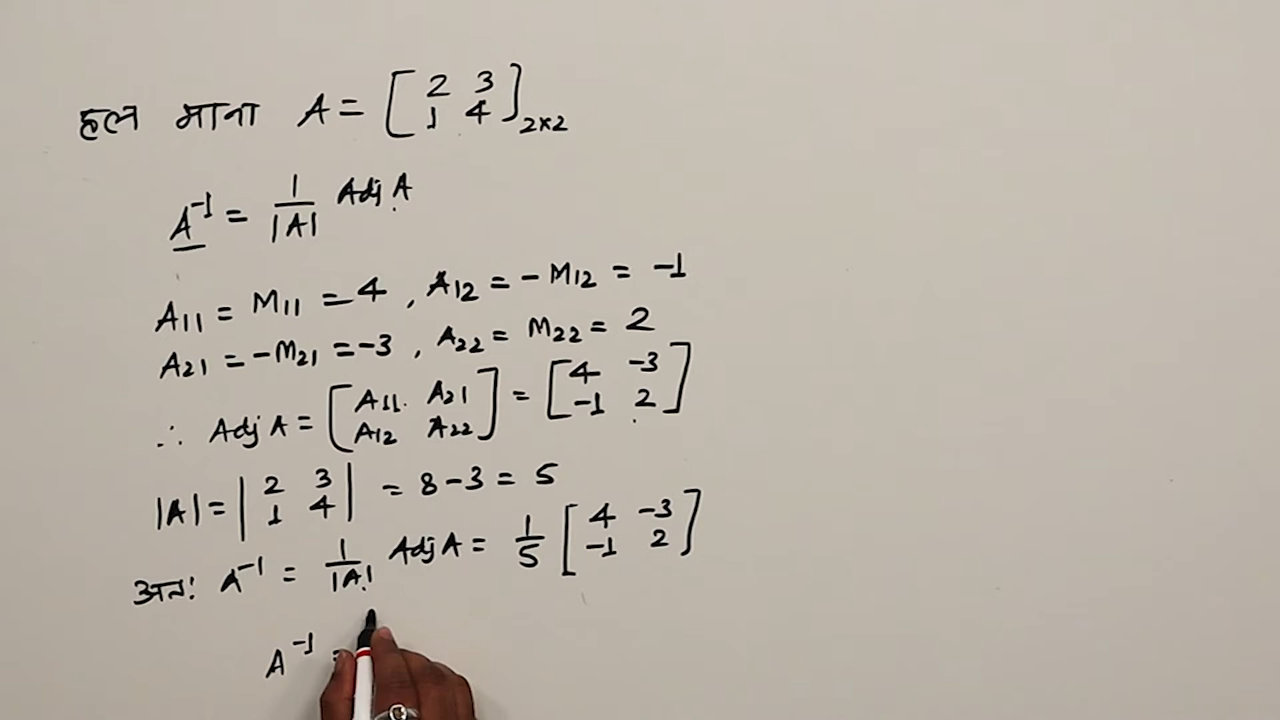 हल माना A = [2 3 1 4]2×2
A⁻¹ = 1/|A| Adj A
A11 = M11 = 4 , A12 = -M12 = -1
A21 = -M21 = -3 , A22 = M22 = 2
∴ Adj A = [A11 A21 A12 A22] = [4 -3 -1 2]
|A| = |2 3 1 4| = 8 - 3 = 5
अतः A⁻¹ = 1/|A| Adj A = 1/5 [4 -3 -1 2]
A⁻¹ =